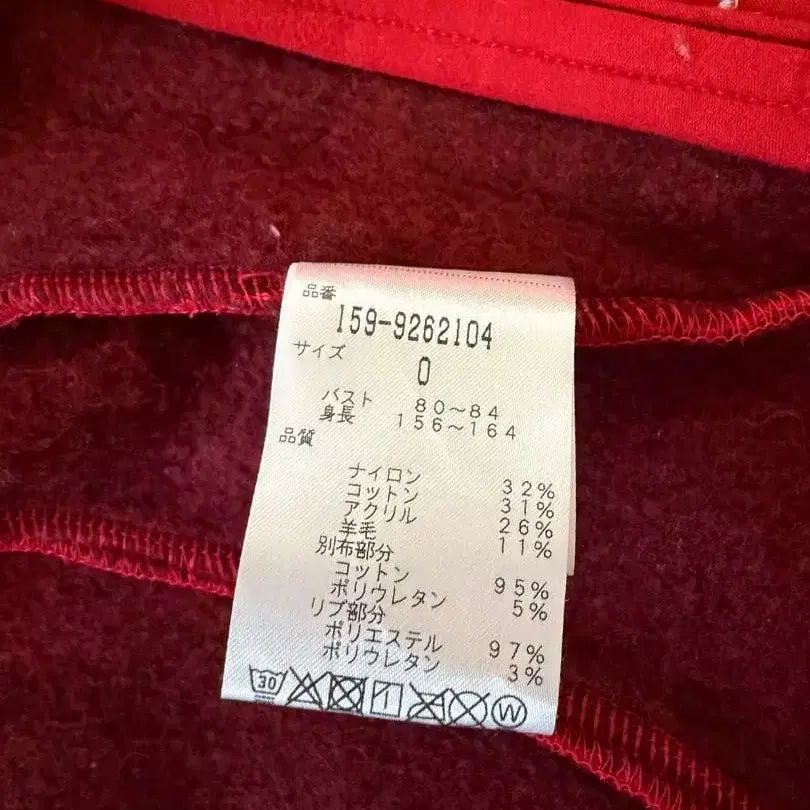 品番
159-9262104
サイズ
0
バスト 80～84
身長 156～164
品質
ナイロン 32%
コットン 31%
アクリル 26%
羊毛 11%
別布部分
コットン 95%
ポリウレタン 5%
リブ部分
ポリエステル 97%
ポリウレタン 3%
30 W